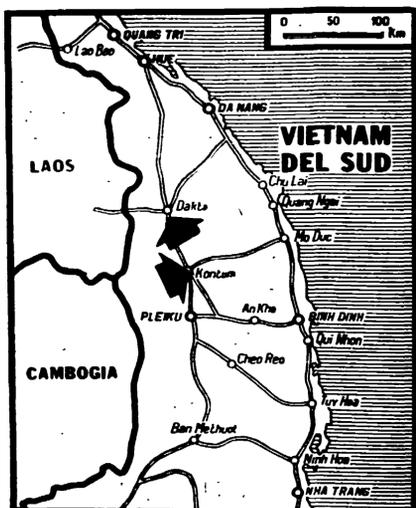 0 50 100
Km
QUANG TRI
Lao Bao
HUE
DA NANG
VIETNAM
DEL SUD
LAOS
Chu Lai
Quang Ngai
Dakto
Mo Duc
Kontum
An Khe
PLEIKU
BINH DINH
Qui Nhon
Cheo Reo
CAMBOGIA
Tuy Hoa
Ban Methuot
Ninh Hoa
NHA TRANG